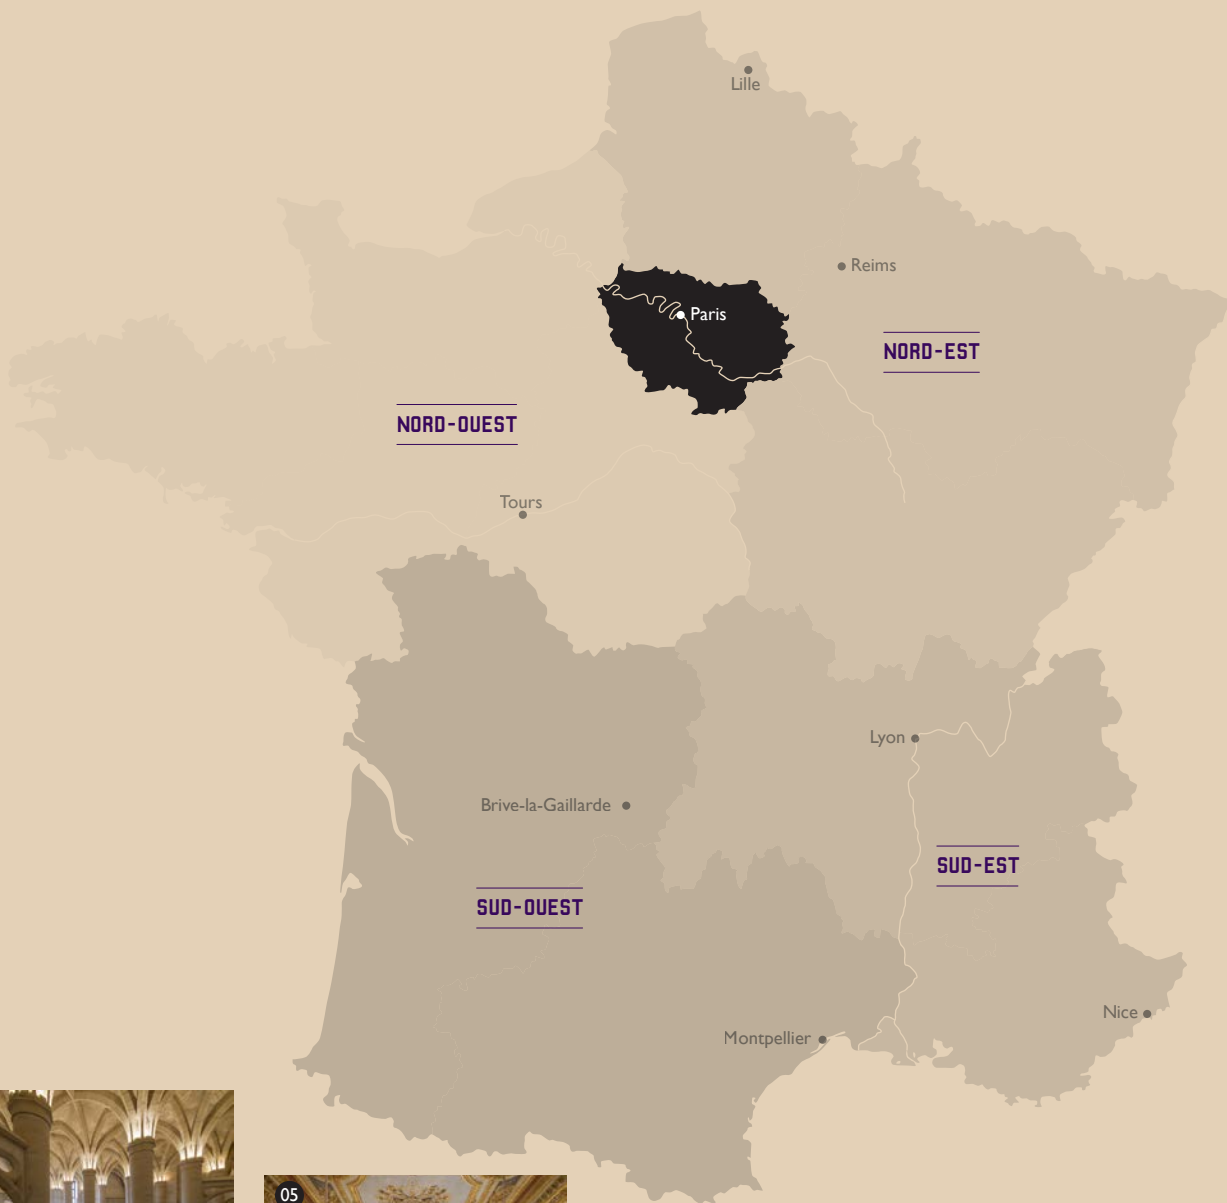 Lille
Reims
Paris
NORD-EST
NORD-OUEST
Tours
Lyon
Brive-la-Gaillarde
SUD-EST
SUD-OUEST
Nice
Montpellier
05